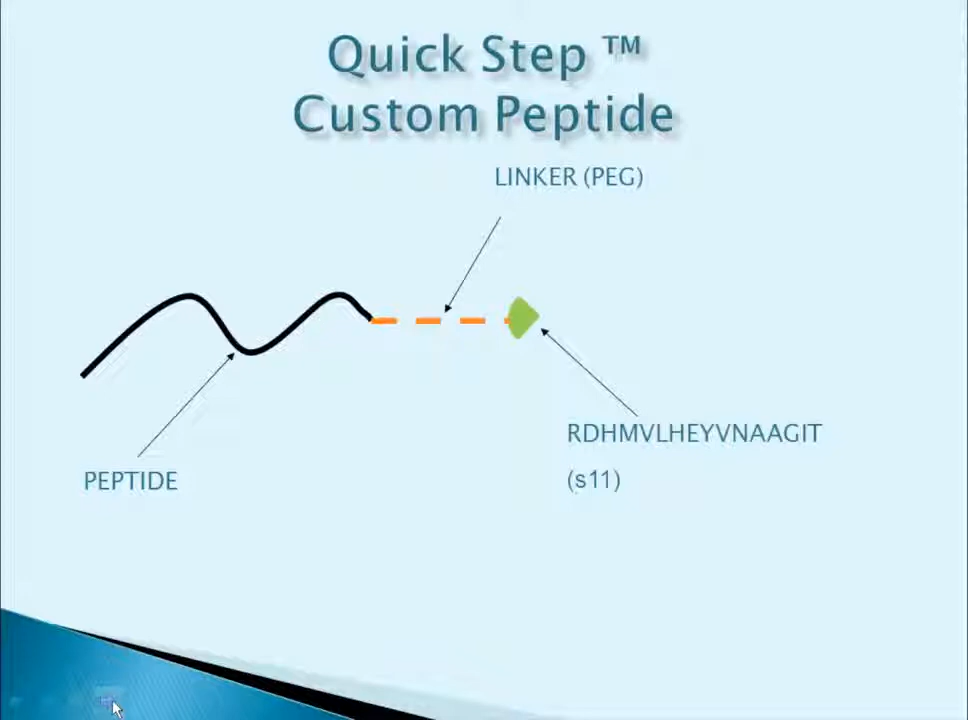 Quick Step ™
Custom Peptide
LINKER (PEG)
RDHMVLHEYVNAAGIT
(s11)
PEPTIDE